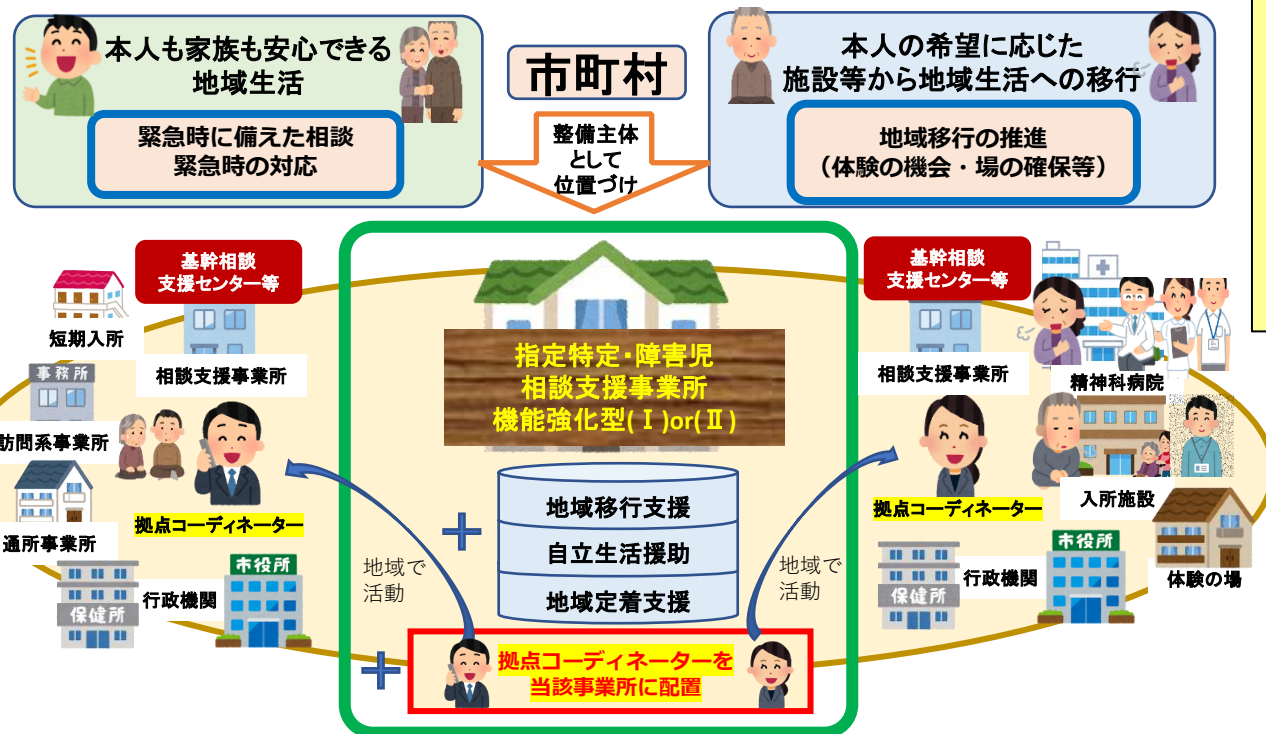 本人も家族も安心できる
地域生活
緊急時に備えた相談
緊急時の対応
市町村
整備主体
として
位置づけ
本人の希望に応じた
施設等から地域生活への移行
地域移行の推進
（体験の機会・場の確保等）
基幹相談
支援センター等
短期入所
相談支援事業所
事務所
訪問系事業所
拠点コーディネーター
通所事業所
保健所
行政機関
市役所
指定特定・障害児
相談支援事業所
機能強化型(Ⅰ)or(Ⅱ)
＋
地域移行支援
自立生活援助
地域定着支援
地域で
活動
地域で
活動
＋
拠点コーディネーターを
当該事業所に配置
基幹相談
支援センター等
相談支援事業所
精神科病院
拠点コーディネーター
入所施設
保健所
行政機関
市役所
体験の場